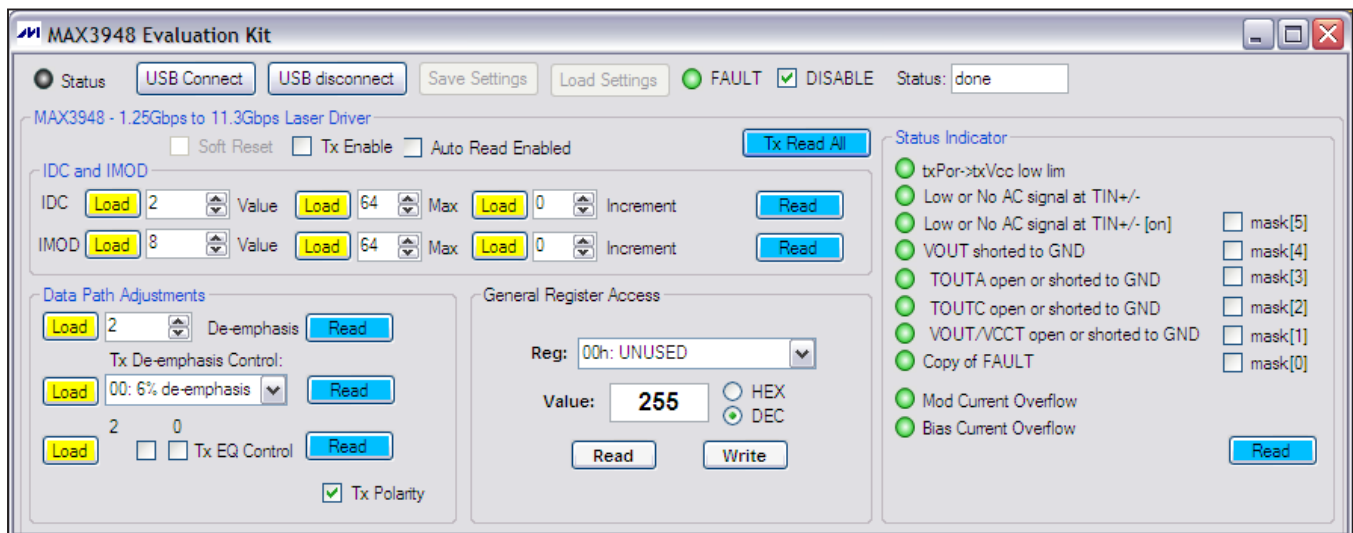 MAX3948 Evaluation Kit
Status USB Connect USB disconnect Save Settings Load Settings FAULT DISABLE Status: done
MAX3948 - 1.25Gbps to 11.3Gbps Laser Driver
Soft Reset Tx Enable Auto Read Enabled Tx Read All
IDC and IMOD
IDC Load 2 Value Load 64 Max Load 0 Increment Read
IMOD Load 8 Value Load 64 Max Load 0 Increment Read
Data Path Adjustments
Load 2 De-emphasis Read
Tx De-emphasis Control:
Load 00: 6% de-emphasis Read
2 0
Load Tx EQ Control Read
Tx Polarity
General Register Access
Reg: 00h: UNUSED
Value: 255 HEX
DEC
Read Write
Status Indicator
txPor->txVcc low lim
Low or No AC signal at TIN+/-
Low or No AC signal at TIN+/- [on] mask[5]
VOUT shorted to GND mask[4]
TOUTA open or shorted to GND mask[3]
TOUTC open or shorted to GND mask[2]
VOUT/VCCT open or shorted to GND mask[1]
Copy of FAULT mask[0]
Mod Current Overflow
Bias Current Overflow
Read